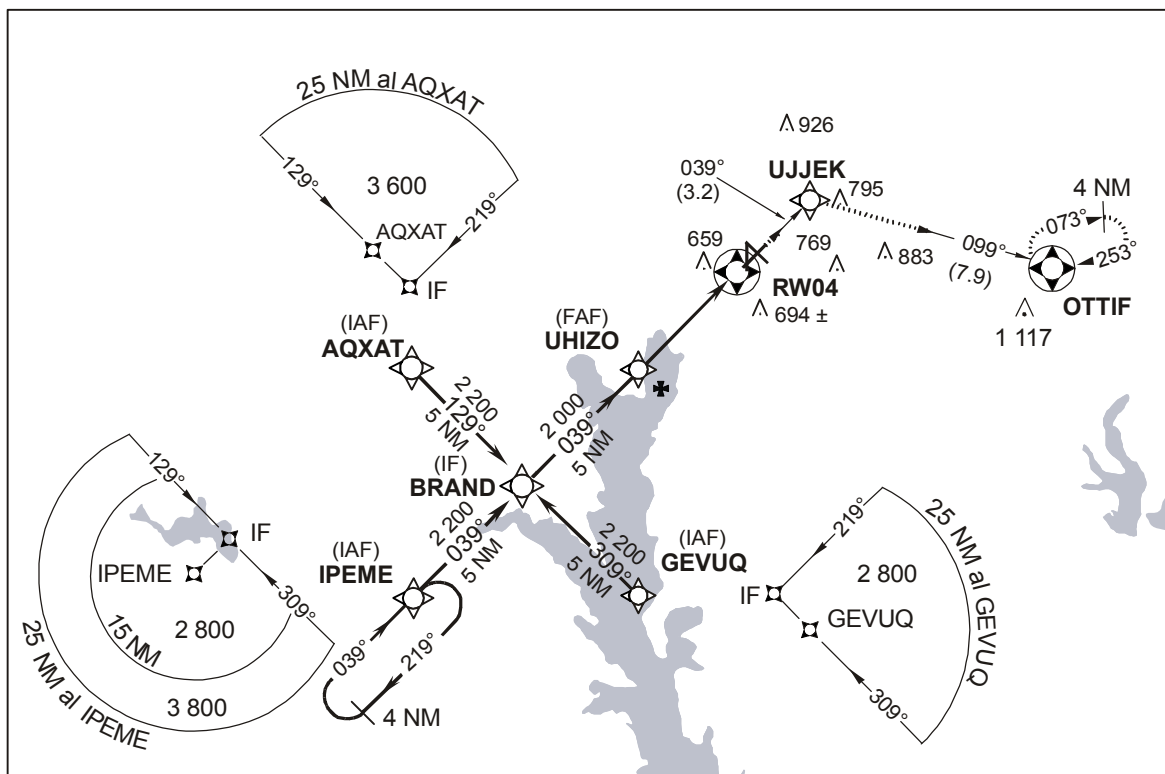 25 NM al AQXAT
129°
3 600
219°
AQXAT
IF
926
UJJEK
039°
(3.2)
795
4 NM
073°
253°
659
769
883
099°
(7.9)
RW04
694 ±
OTTIF
1 117
(FAF)
UHIZO
(IAF)
AQXAT
2 200
129°
5 NM
2 000
039°
5 NM
(IF)
BRAND
129°
IF
IPEME
309°
2 800
15 NM
3 800
25 NM al IPEME
(IAF)
IPEME
2 200
039°
5 NM
2 200
309°
5 NM
(IAF)
GEVUQ
039°
219°
4 NM
219°
IF
2 800
GEVUQ
309°
25 NM al GEVUQ